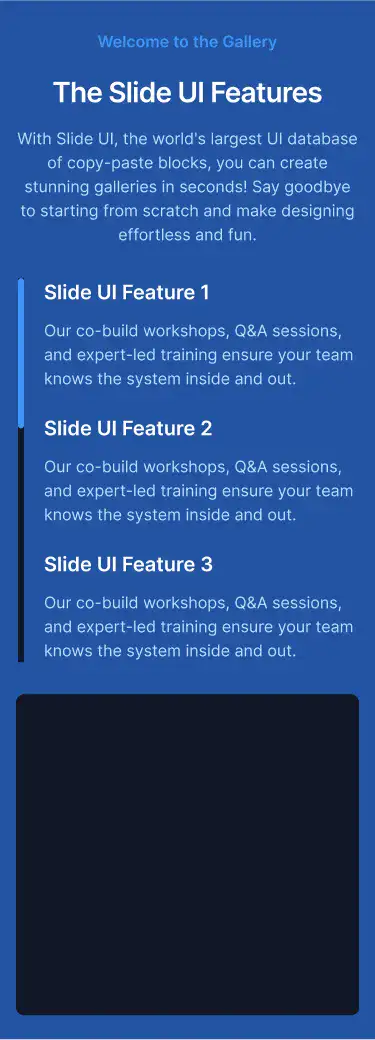 Welcome to the Gallery
The Slide UI Features
With Slide UI, the world's largest UI database
of copy-paste blocks, you can create
stunning galleries in seconds! Say goodbye
to starting from scratch and make designing
effortless and fun.
Slide UI Feature 1
Our co-build workshops, Q&A sessions,
and expert-led training ensure your team
knows the system inside and out.
Slide UI Feature 2
Our co-build workshops, Q&A sessions,
and expert-led training ensure your team
knows the system inside and out.
Slide UI Feature 3
Our co-build workshops, Q&A sessions,
and expert-led training ensure your team
knows the system inside and out.